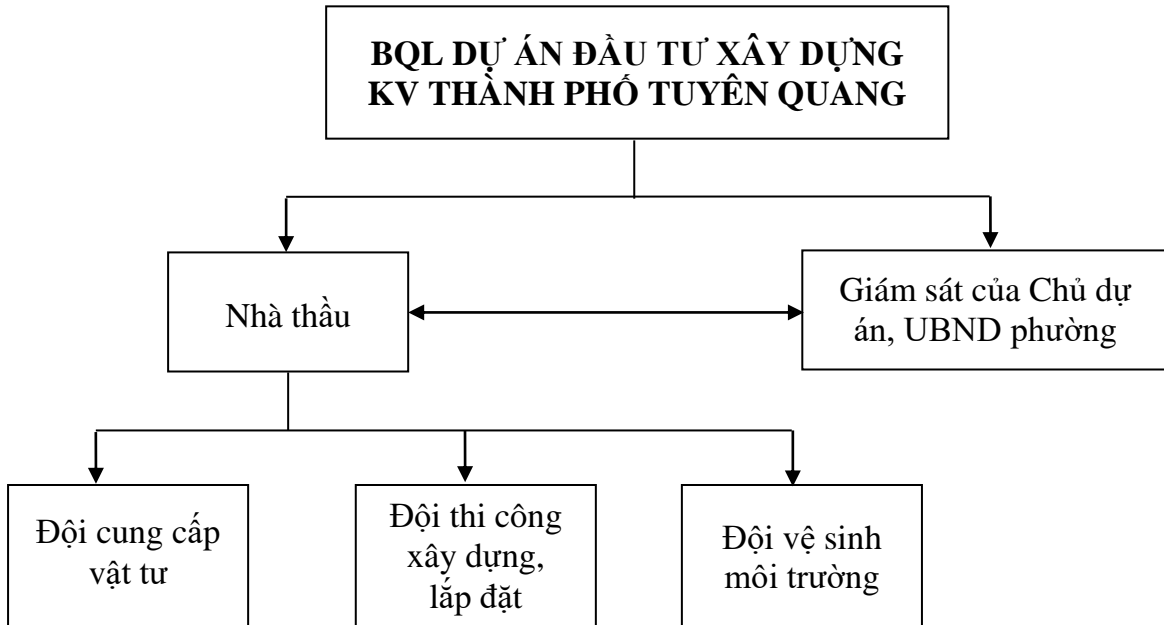 BQL DỰ ÁN ĐẦU TƯ XÂY DỰNG
KV THÀNH PHỐ TUYÊN QUANG
Nhà thầu
Giám sát của Chủ dự
án, UBND phường
Đội cung cấp
vật tư
Đội thi công
xây dựng,
lắp đặt
Đội vệ sinh
môi trường